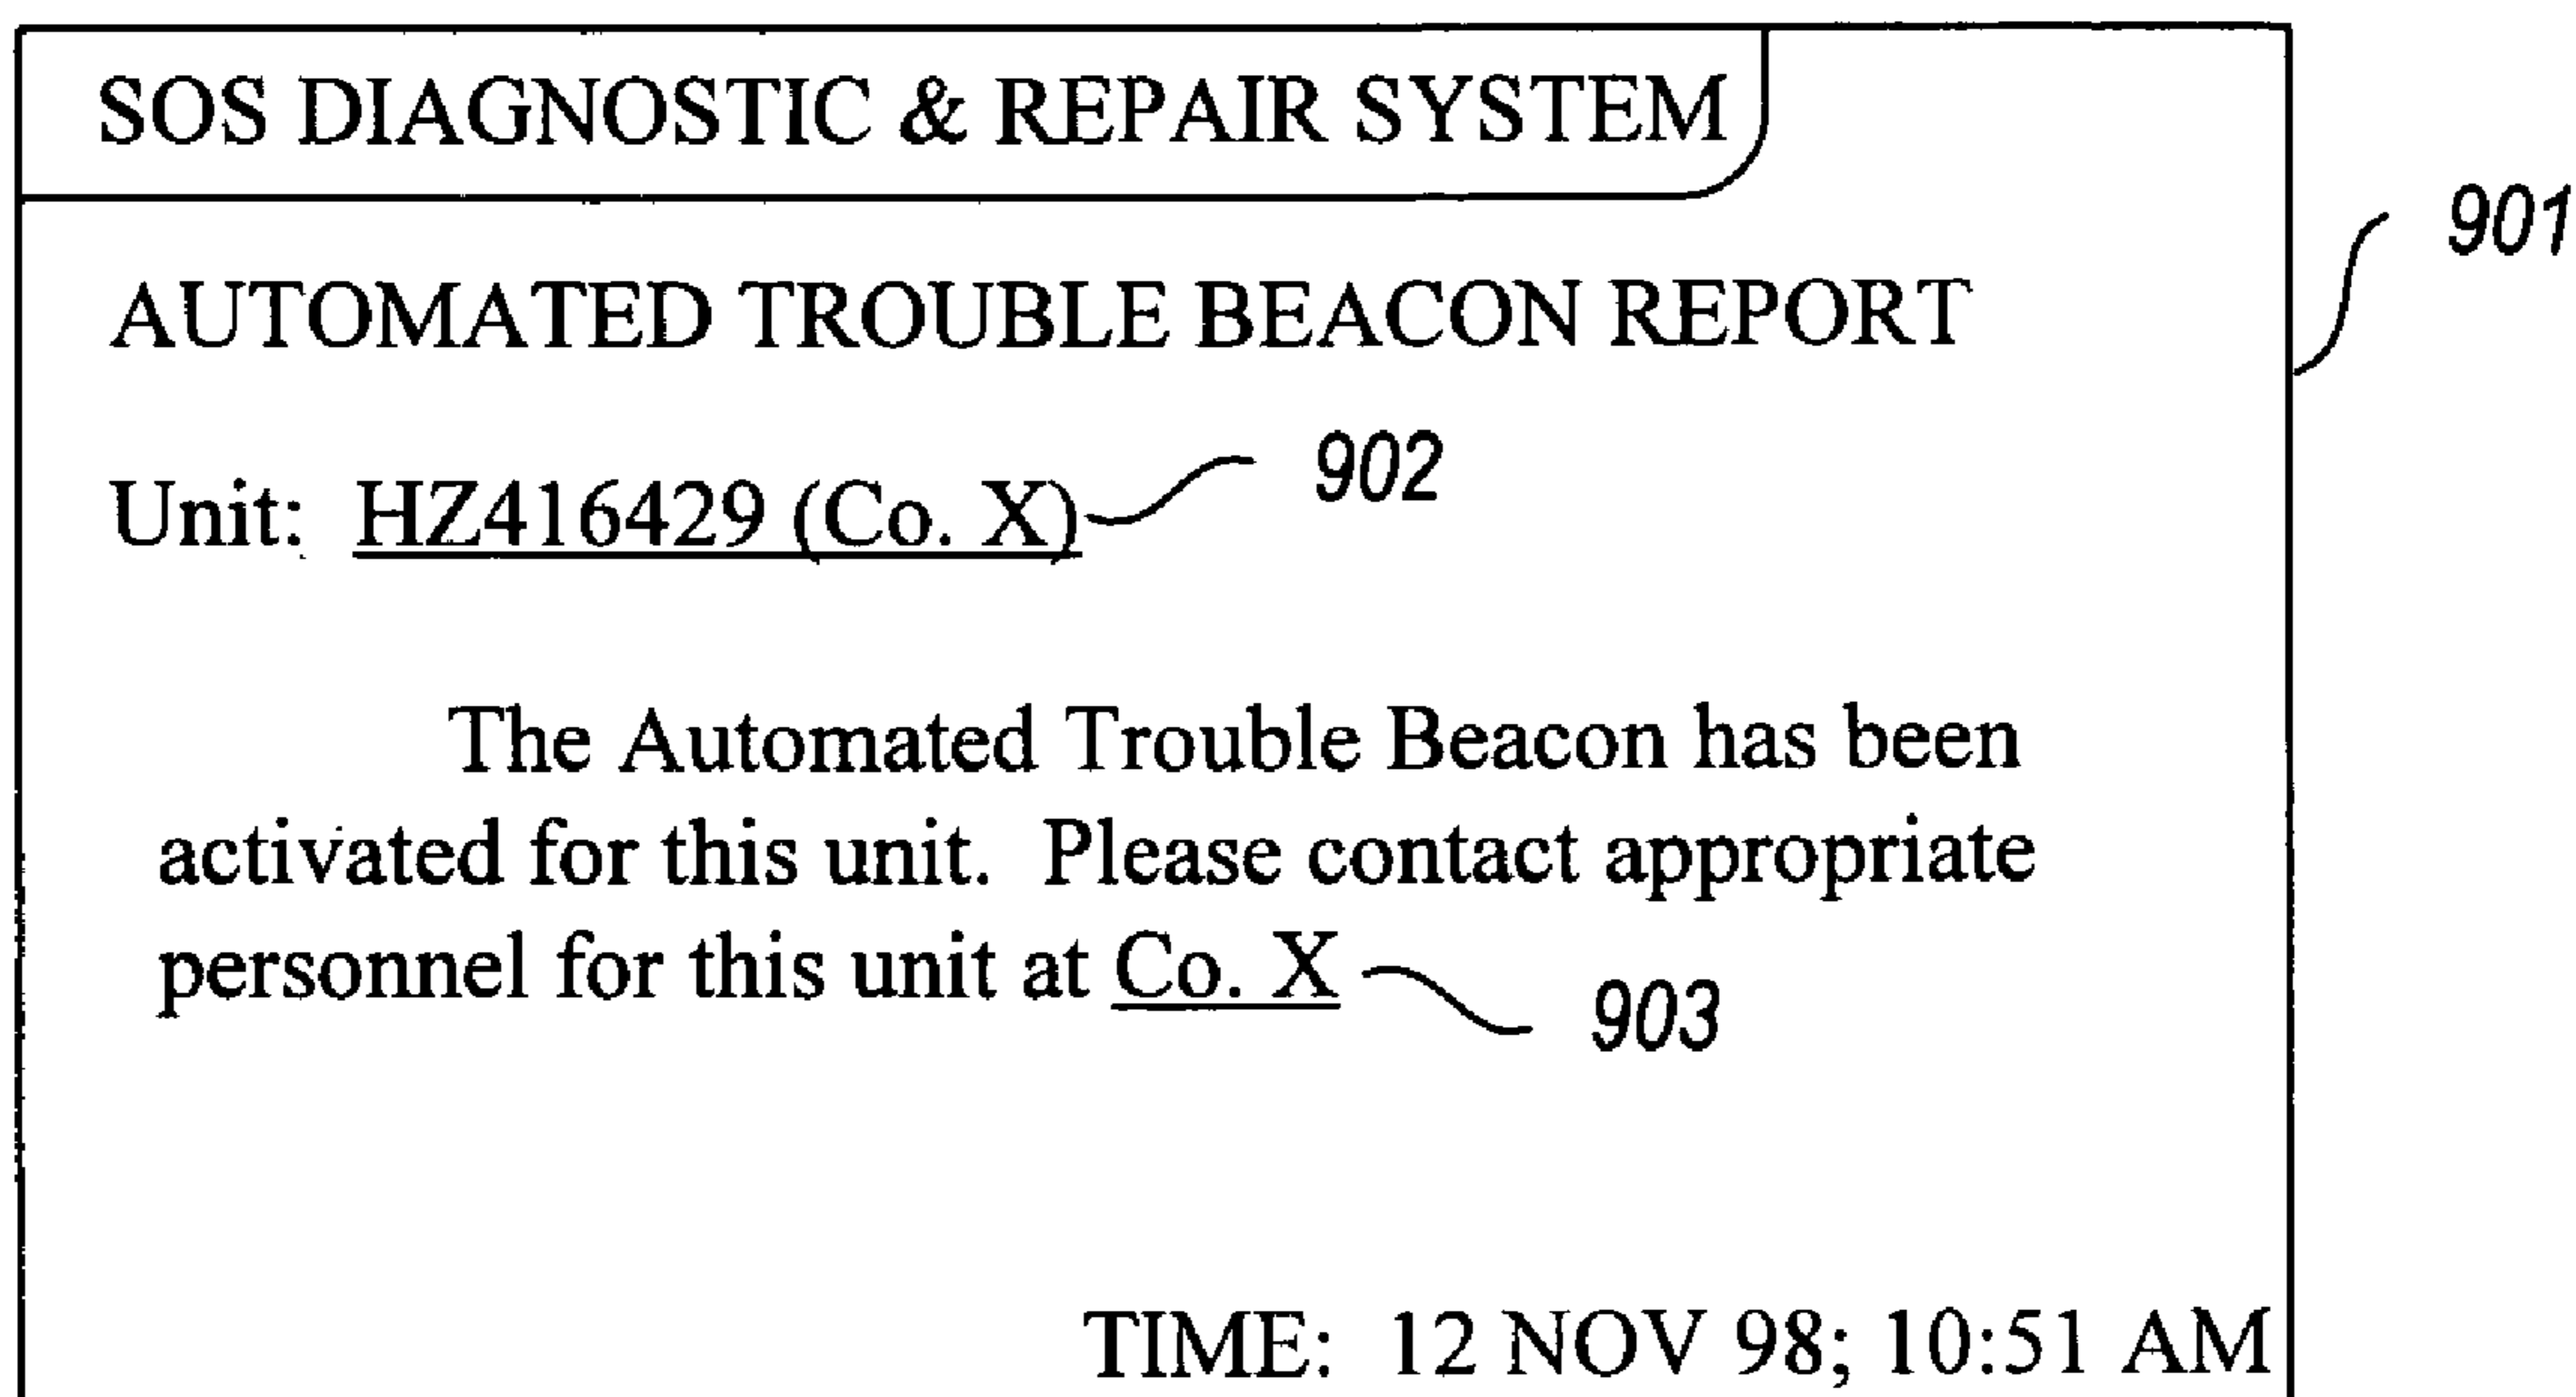 SOS DIAGNOSTIC & REPAIR SYSTEM
901
AUTOMATED TROUBLE BEACON REPORT
Unit: HZ416429 (Co. X) 902
The Automated Trouble Beacon has been
activated for this unit. Please contact appropriate
personnel for this unit at Co. X 903
TIME: 12 NOV 98; 10:51 AM